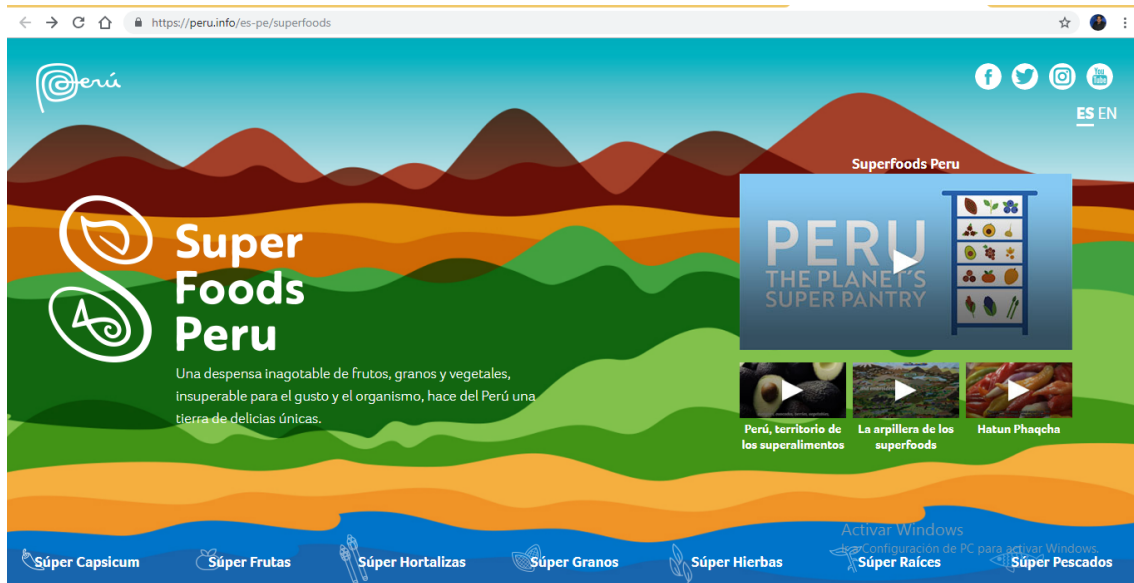 https://peru.info/es-pe/superfoods
Perú
You
Tube
ES EN
Superfoods Peru
Super
Foods
Peru
Una despensa inagotable de frutos, granos y vegetales,
insuperable para el gusto y el organismo, hace del Perú una
tierra de delicias únicas.
PERU
THE PLANET'S
SUPER PANTRY
Perú, territorio de
los superalimentos
La arpillera de los
superfoods
Hatun Phaqcha
Activar Windows
Configuración de PC para activar Windows.
Súper Capsicum
Súper Frutas
Súper Hortalizas
Súper Granos
Súper Hierbas
Súper Raíces
Súper Pescados